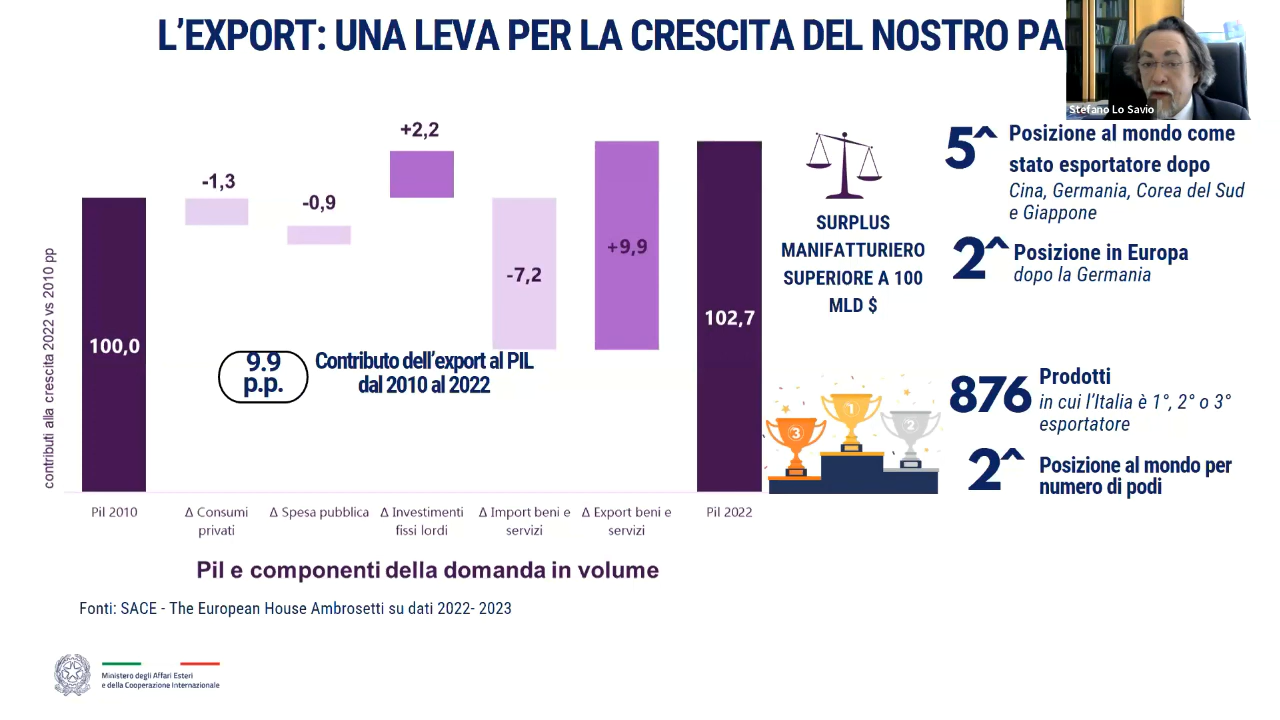 L'EXPORT: UNA LEVA PER LA CRESCITA DEL NOSTRO
Stefano Lo Savio
contributi alla crescita 2022 vs 2010 pp
100,0
-1,3
-0,9
+2,2
-7,2
+9,9
102,7
9.9
p.p.
Contributo dell'export al PIL
dal 2010 al 2022
Pil 2010
Δ Consumi
privati
Δ Spesa pubblica
Δ Investimenti
fissi lordi
Δ Import beni e
servizi
Δ Export beni e
servizi
Pil 2022
Pil e componenti della domanda in volume
Fonti: SACE - The European House Ambrosetti su dati 2022- 2023
SURPLUS
MANIFATTURIERO
SUPERIORE A 100
MLD $
3
1
2
5^
Posizione al mondo come
stato esportatore dopo
Cina, Germania, Corea del Sud
e Giappone
2^
Posizione in Europa
dopo la Germania
876
Prodotti
in cui l'Italia è 1°, 2° o 3°
esportatore
2^
Posizione al mondo per
numero di podi
Ministero degli Affari Esteri
e della Cooperazione Internazionale